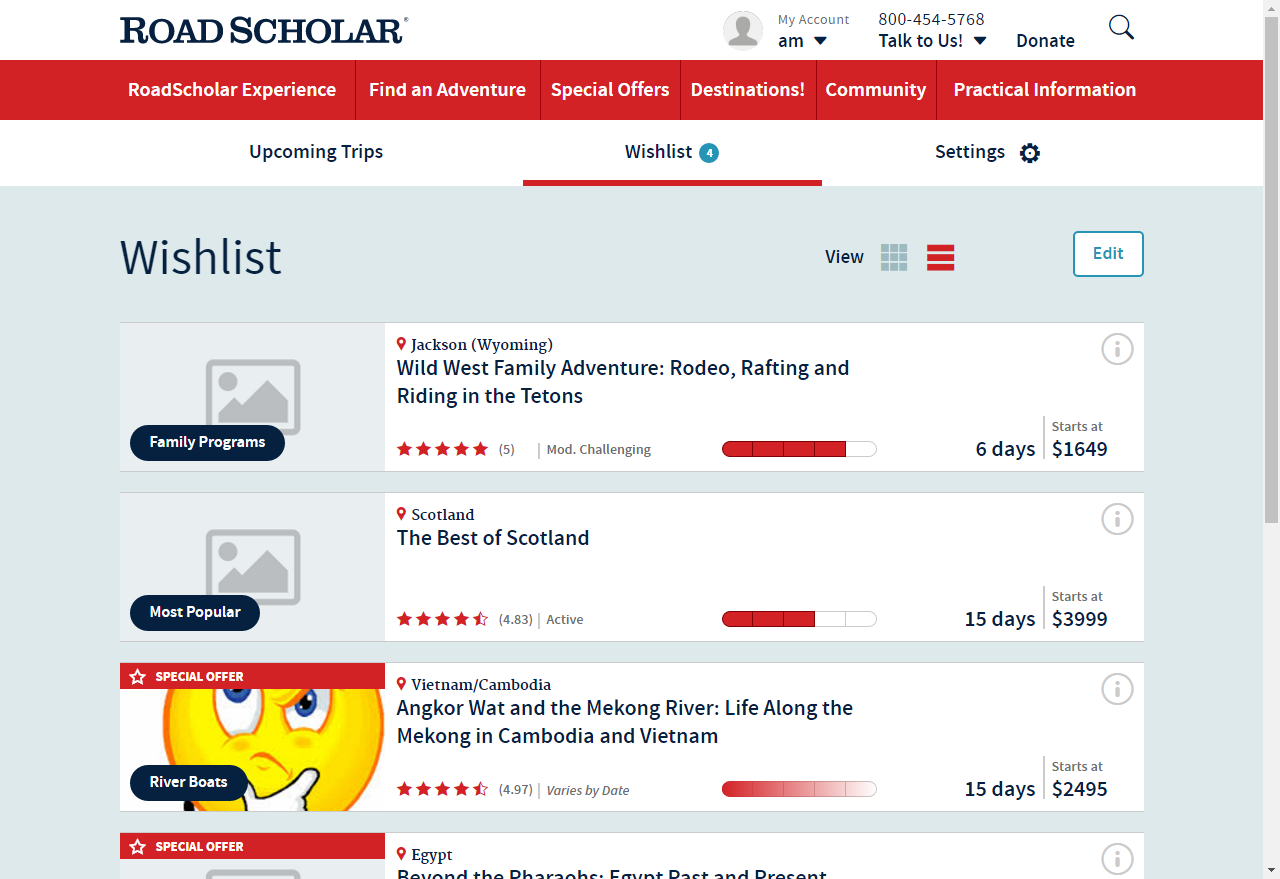 ROAD SCHOLAR®
My Account
am
800-454-5768
Talk to Us!
Donate
RoadScholar Experience
Find an Adventure
Special Offers
Destinations!
Community
Practical Information
Upcoming Trips
Wishlist 4
Settings
Wishlist
View
Edit
Family Programs
Jackson (Wyoming)
Wild West Family Adventure: Rodeo, Rafting and
Riding in the Tetons
(5)
Mod. Challenging
6 days
Starts at
$1649
Most Popular
Scotland
The Best of Scotland
(4.83)
Active
15 days
Starts at
$3999
SPECIAL OFFER
River Boats
Vietnam/Cambodia
Angkor Wat and the Mekong River: Life Along the
Mekong in Cambodia and Vietnam
(4.97)
Varies by Date
15 days
Starts at
$2495
SPECIAL OFFER
Egypt
Beyond the Pharaohs: Egypt Past and Present